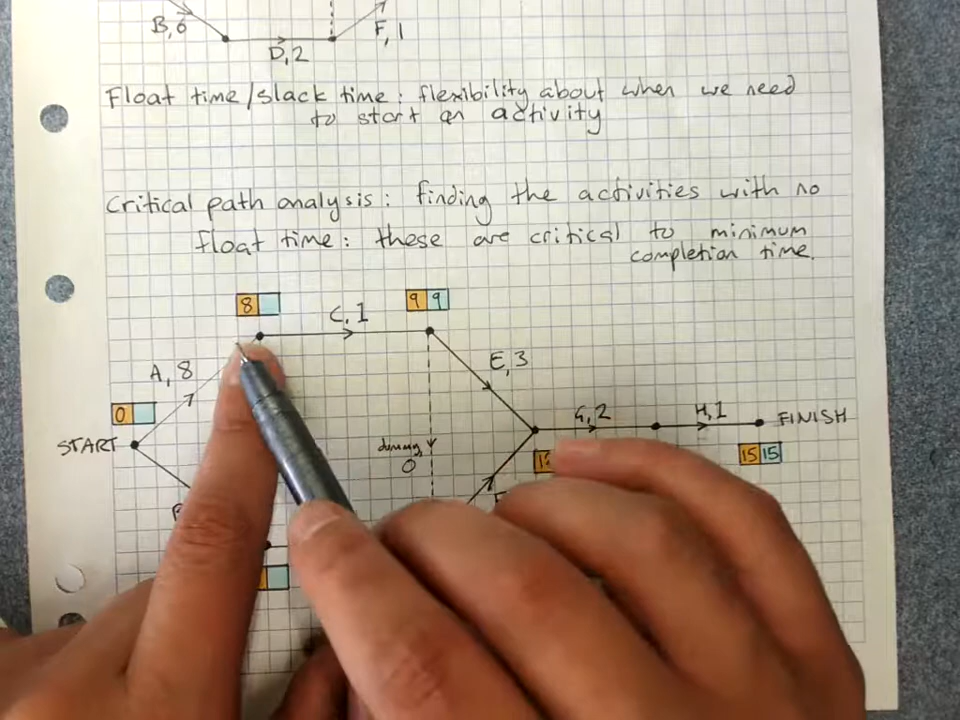 B, 6
F, 1
D, 2
Float time/slack time: flexibility about when we need
to start an activity
Critical path analysis: finding the activities with no
float time: these are critical to minimum
completion time.
8
C, 1
9 9
A, 8
E, 3
0
G, 2
H, 1
START
FINISH
dummy,
0
15 15